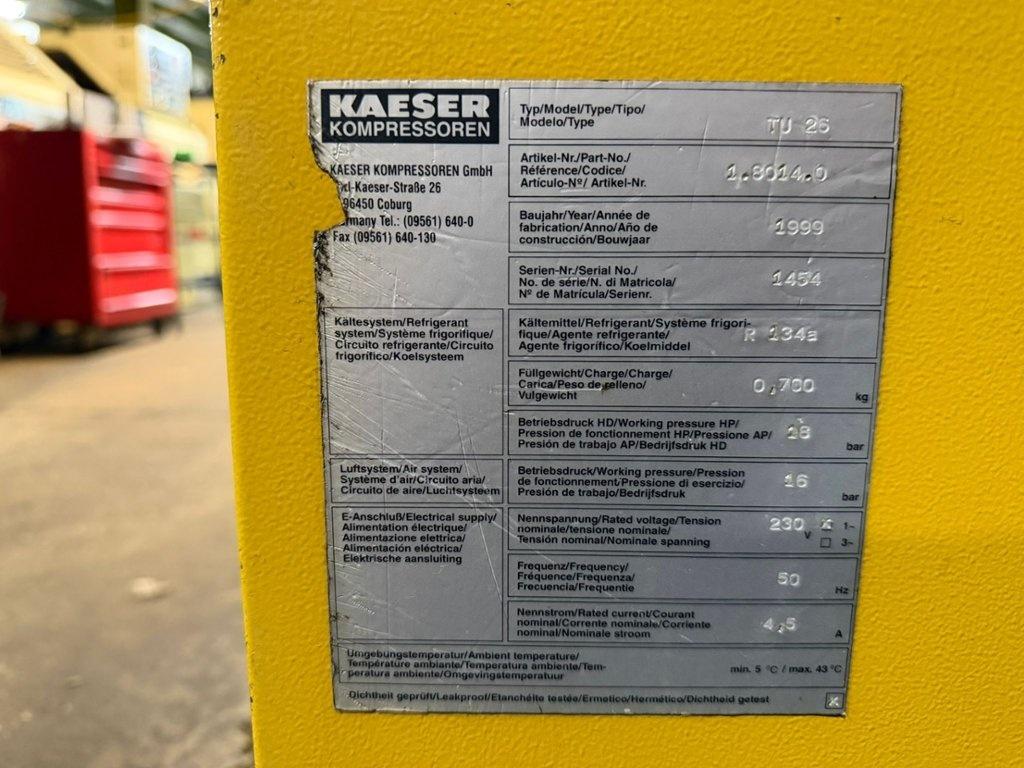 KAESER
KOMPRESSOREN
KAESER KOMPRESSOREN GmbH
-Kaeser-Straße 26
96450 Coburg
rmany Tel.: (09561) 640-0
Fax (09561) 640-130
Typ/Model/Type/Tipo/
Modelo/Type
TU 26
Artikel-Nr./Part-No./
Référence/Codice/
Artículo-Nº/ Artikel-Nr.
1.8014.0
Baujahr/Year/Année de
fabrication/Anno/Año de
construcción/Bouwjaar
1999
Serien-Nr./Serial No./
No. de série/N. di Matricola/
Nº de Matrícula/Serienr.
1454
Kältesystem/Refrigerant
system/Système frigorifique/
Circuito refrigerante/Circuito
frigorífico/Koelsysteem
Kältemittel/Refrigerant/Système frigori-
fique/Agente refrigerante/
Agente frigorífico/Koelmiddel
R 134a
Füllgewicht/Charge/Charge/
Carica/Peso de relleno/
Vulgewicht
0,700
kg
Betriebsdruck HD/Working pressure HP/
Pression de fonctionnement HP/Pressione AP/
Presión de trabajo AP/Bedrijfsdruk HD
bar
Luftsystem/Air system/
Système d'air/Circuito aria/
Circuito de aire/Luchtsysteem
Betriebsdruck/Working pressure/Pression
de fonctionnement/Pressione di esercizio/
Presión de trabajo/Bedrijfsdruk
16
bar
E-Anschluß/Electrical supply/
Alimentation électrique/
Alimentazione elettrica/
Alimentación eléctrica/
Elektrische aansluiting
Nennspannung/Rated voltage/Tension
nominale/tensione nominale/
Tensión nominal/Nominale spanning
230 V
X 1~
3~
Frequenz/Frequency/
Fréquence/Frequenza/
Frecuencia/Frequentie
50
Hz
Nennstrom/Rated current/Courant
nominal/Corrente nominale/Corriente
nominal/Nominale stroom
4,5
A
Umgebungstemperatur/Ambient temperature/
Température ambiante/Temperatura ambiente/Tem-
peratura ambiente/Omgevingstemperatuur
min. 5 °C / max. 43 °C
Dichtheit geprüft/Leakproof/Etanchéite testée/Ermetico/Hermético/Dichtheid getest
X